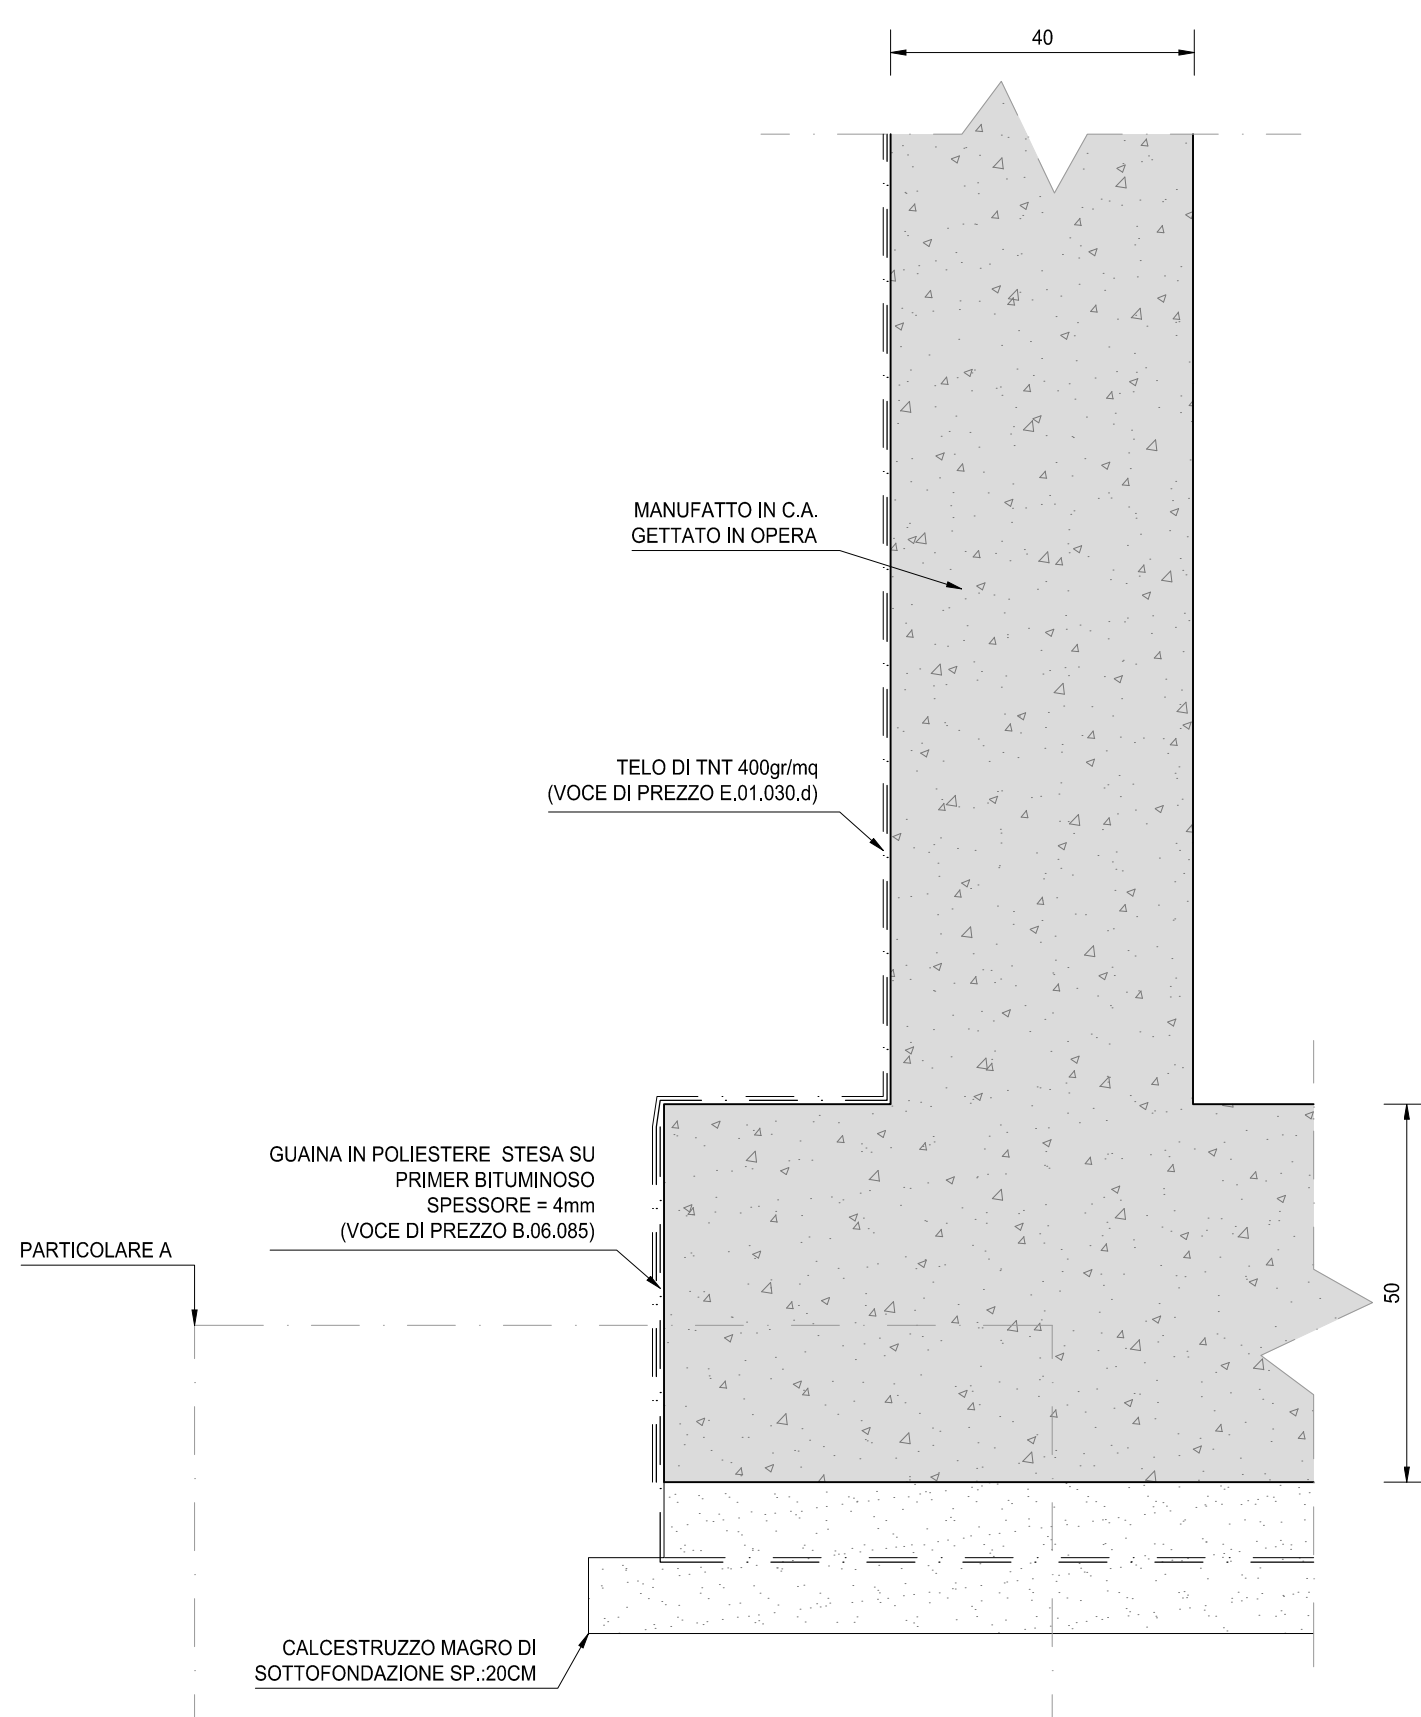 40
MANUFATTO IN C.A.
GETTATO IN OPERA
TELO DI TNT 400gr/mq
(VOCE DI PREZZO E.01.030.d)
GUAINA IN POLIESTERE  STESA SU
PRIMER BITUMINOSO
SPESSORE = 4mm
(VOCE DI PREZZO B.06.085)
PARTICOLARE A
50
CALCESTRUZZO MAGRO DI
SOTTOFONDAZIONE SP.:20CM